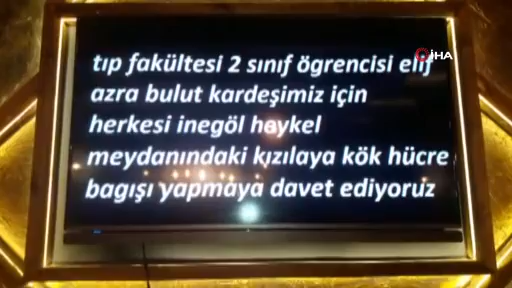 İHA
tıp fakültesi 2 sınıf ögrencisi elif
azra bulut kardeşimiz için
herkesi inegöl heykel
meydanındaki kızılaya kök hücre
bagışı yapmaya davet ediyoruz